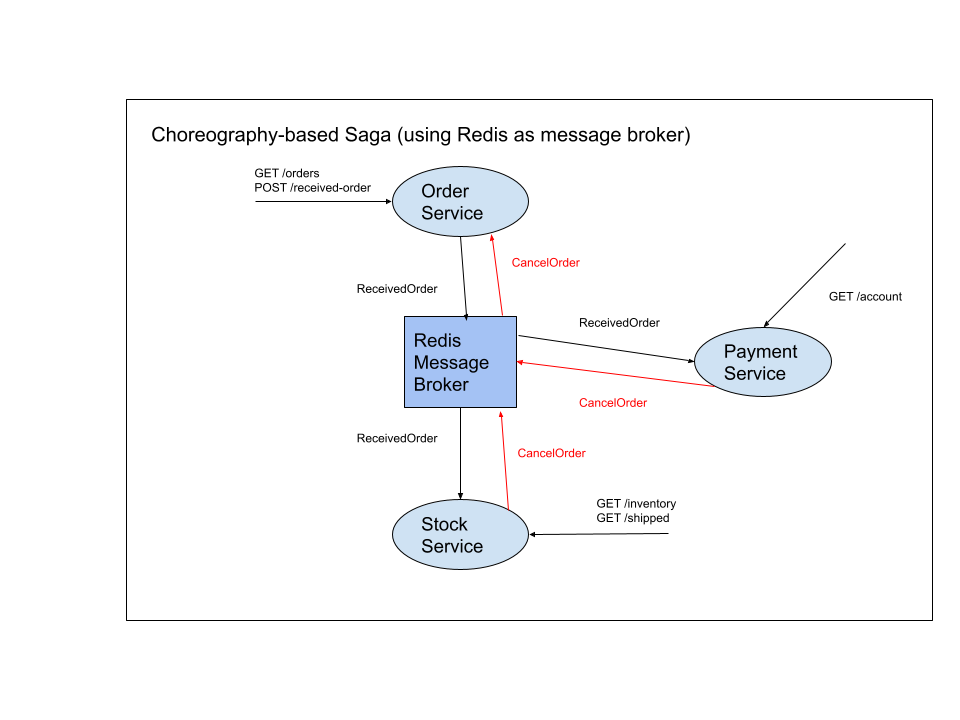 Choreography-based Saga (using Redis as message broker)
GET /orders
POST /received-order
Order
Service
CancelOrder
ReceivedOrder
GET /account
ReceivedOrder
Redis
Message
Broker
Payment
Service
CancelOrder
ReceivedOrder
CancelOrder
GET /inventory
GET /shipped
Stock
Service